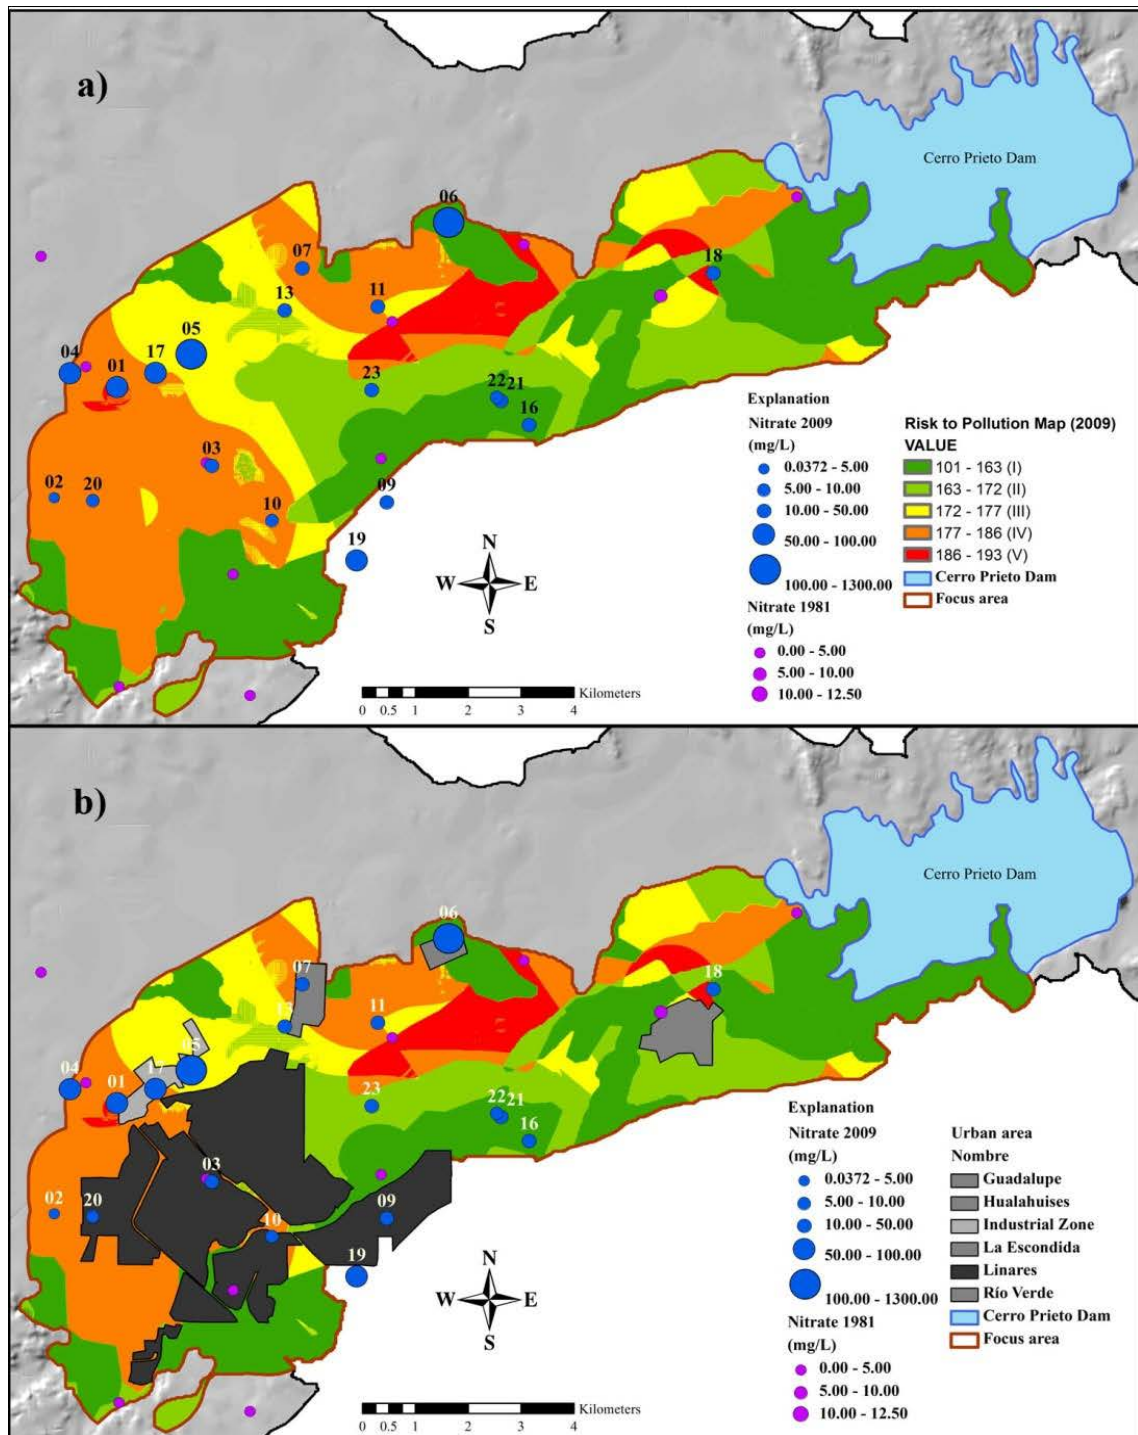 a)
Cerro Prieto Dam
06
07
18
13
11
05
04
01
17
23
22
21
16
03
02
20
10
09
19
N
W
E
S
Explanation
Nitrate 2009
(mg/L)
0.0372 - 5.00
5.00 - 10.00
10.00 - 50.00
50.00 - 100.00
100.00 - 1300.00
Nitrate 1981
(mg/L)
0.00 - 5.00
5.00 - 10.00
10.00 - 12.50
Risk to Pollution Map (2009)
VALUE
101 - 163 (I)
163 - 172 (II)
172 - 177 (III)
177 - 186 (IV)
186 - 193 (V)
Cerro Prieto Dam
Focus area
Kilometers
0 0.5 1 2 3 4
b)
Cerro Prieto Dam
06
07
18
13
11
05
04
01
17
23
22
21
16
03
02
20
10
09
19
N
W
E
S
Explanation
Nitrate 2009
(mg/L)
0.0372 - 5.00
5.00 - 10.00
10.00 - 50.00
50.00 - 100.00
100.00 - 1300.00
Nitrate 1981
(mg/L)
0.00 - 5.00
5.00 - 10.00
10.00 - 12.50
Urban area
Nombre
Guadalupe
Hualahuises
Industrial Zone
La Escondida
Linares
Río Verde
Cerro Prieto Dam
Focus area
Kilometers
0 0.5 1 2 3 4